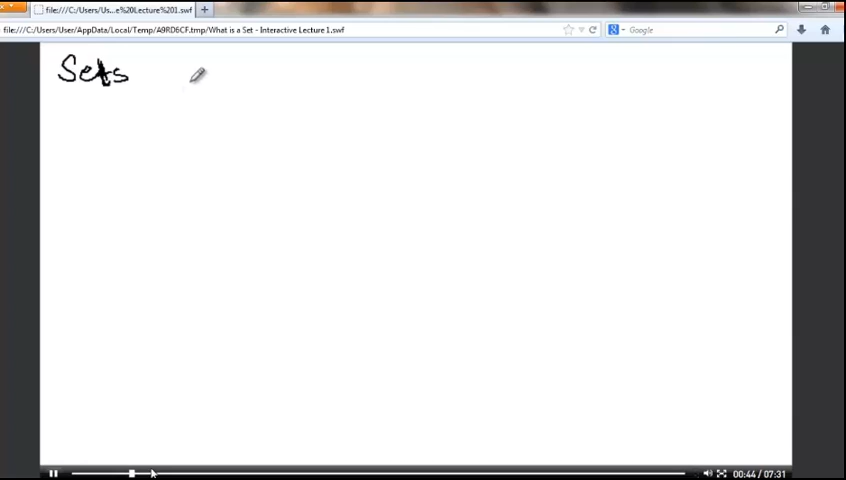 file:///C:/Users/Us...e%20Lecture%201.swf
file:///C:/Users/User/AppData/Local/Temp/A9RD6CF.tmp/What is a Set - Interactive Lecture 1.swf
Google
Sets
00:44 / 07:31